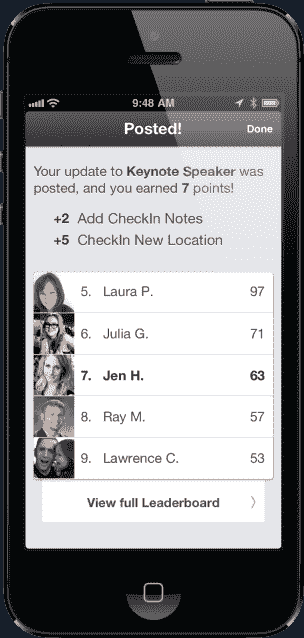 9:48 AM
Posted!
Done
Your update to Keynote Speaker was
posted, and you earned 7 points!
+2 Add CheckIn Notes
+5 CheckIn New Location
5. Laura P. 97
6. Julia G. 71
7. Jen H. 63
8. Ray M. 57
9. Lawrence C. 53
View full Leaderboard